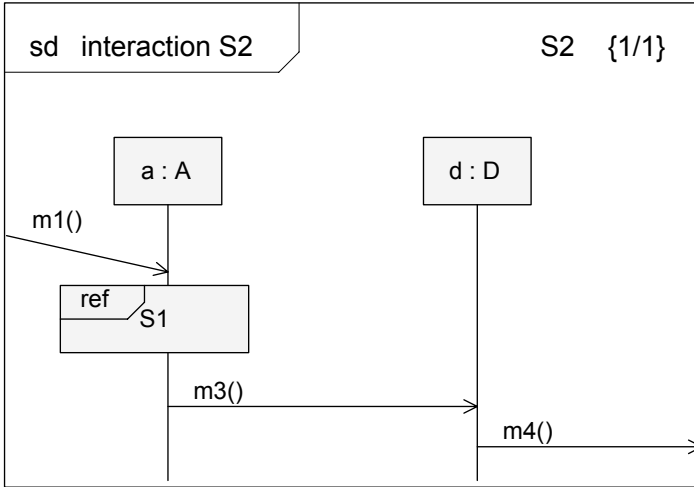 sd interaction S2
S2 {1/1}
a : A
d : D
m1()
ref
S1
m3()
m4()